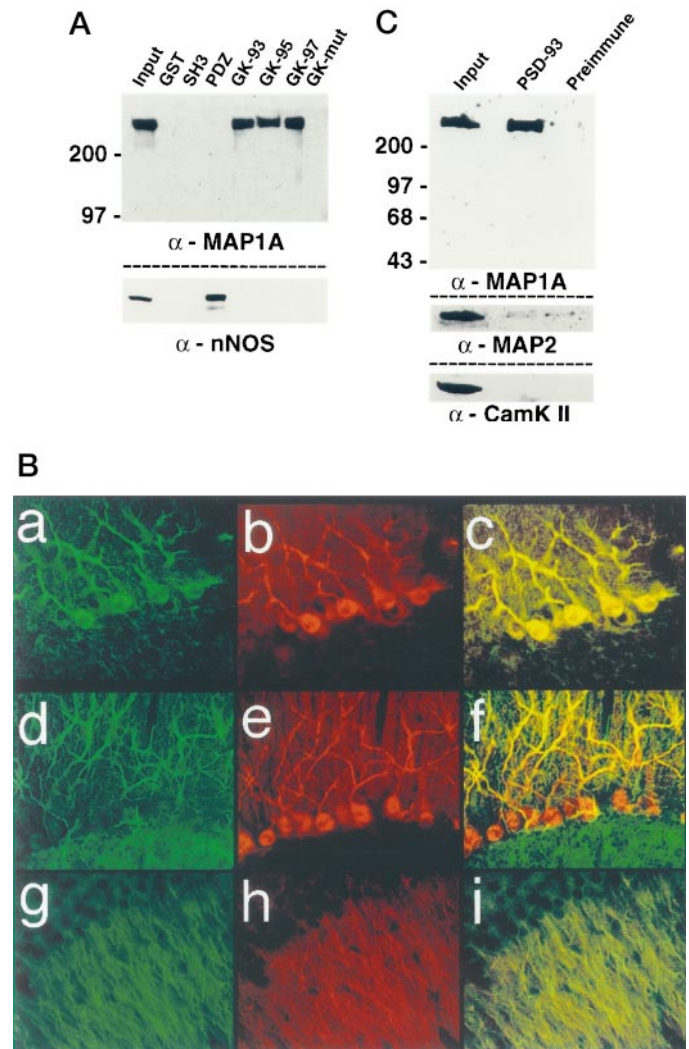 A
Input
GST
SH3
PDZ
GK-93
GK-95
GK-97
GK-mut
200 -
97 -
α - MAP1A
α - nNOS
C
Input
PSD-93
Preimmune
200 -
97 -
68 -
43 -
α - MAP1A
α - MAP2
α - CamK II
B
a
b
c
d
e
f
g
h
i